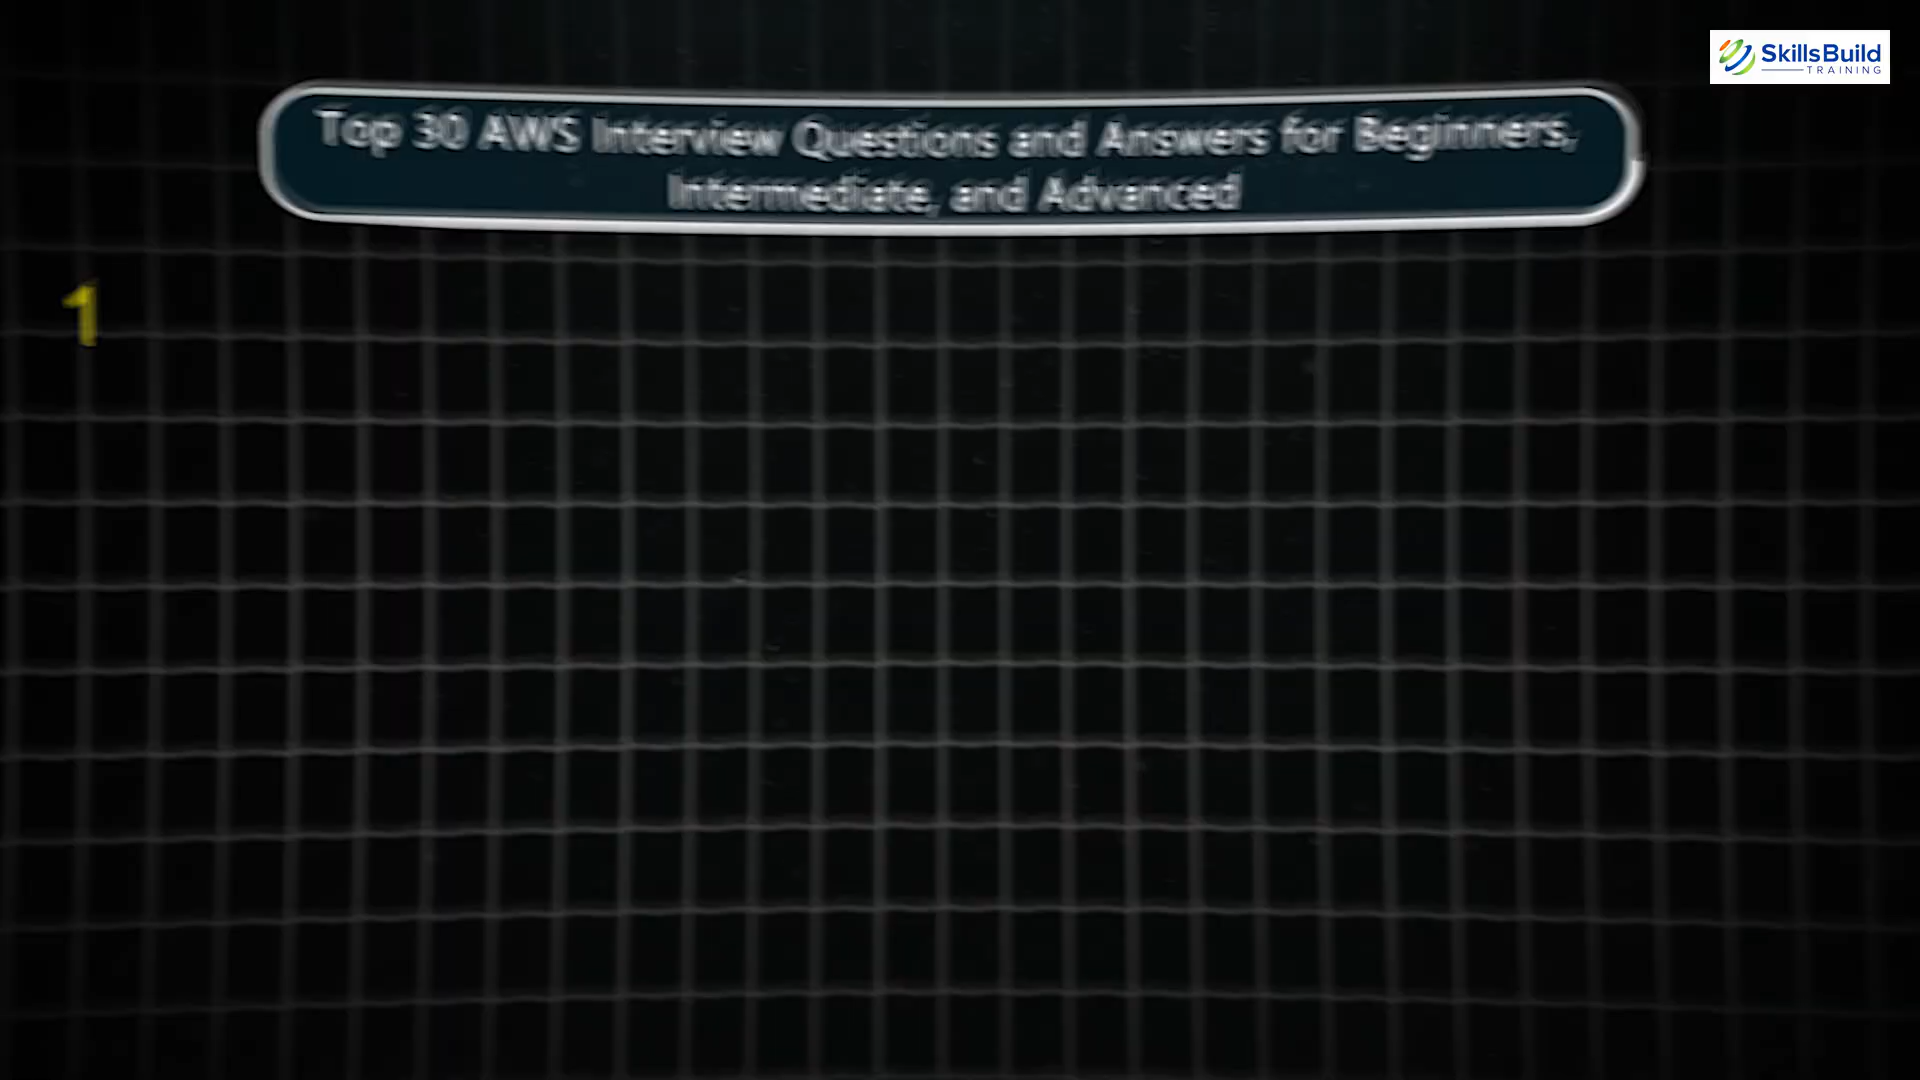 SkillsBuild
TRAINING
Top 30 AWS Interview Questions and Answers for Beginners,
Intermediate, and Advanced
1